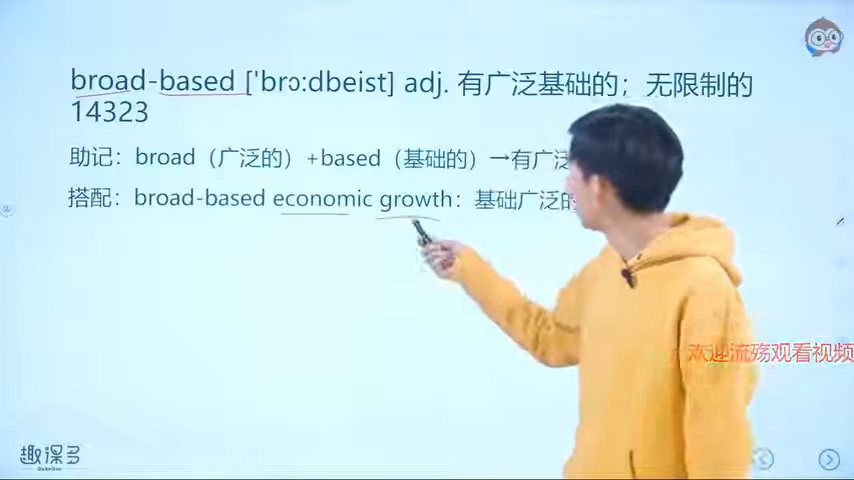 broad-based ['brɔ:dbeist] adj. 有广泛基础的；无限制的
14323
助记：broad（广泛的）+based（基础的）→有广泛
搭配：broad-based economic growth：基础广泛的
欢迎流殇观看视频
趣课多